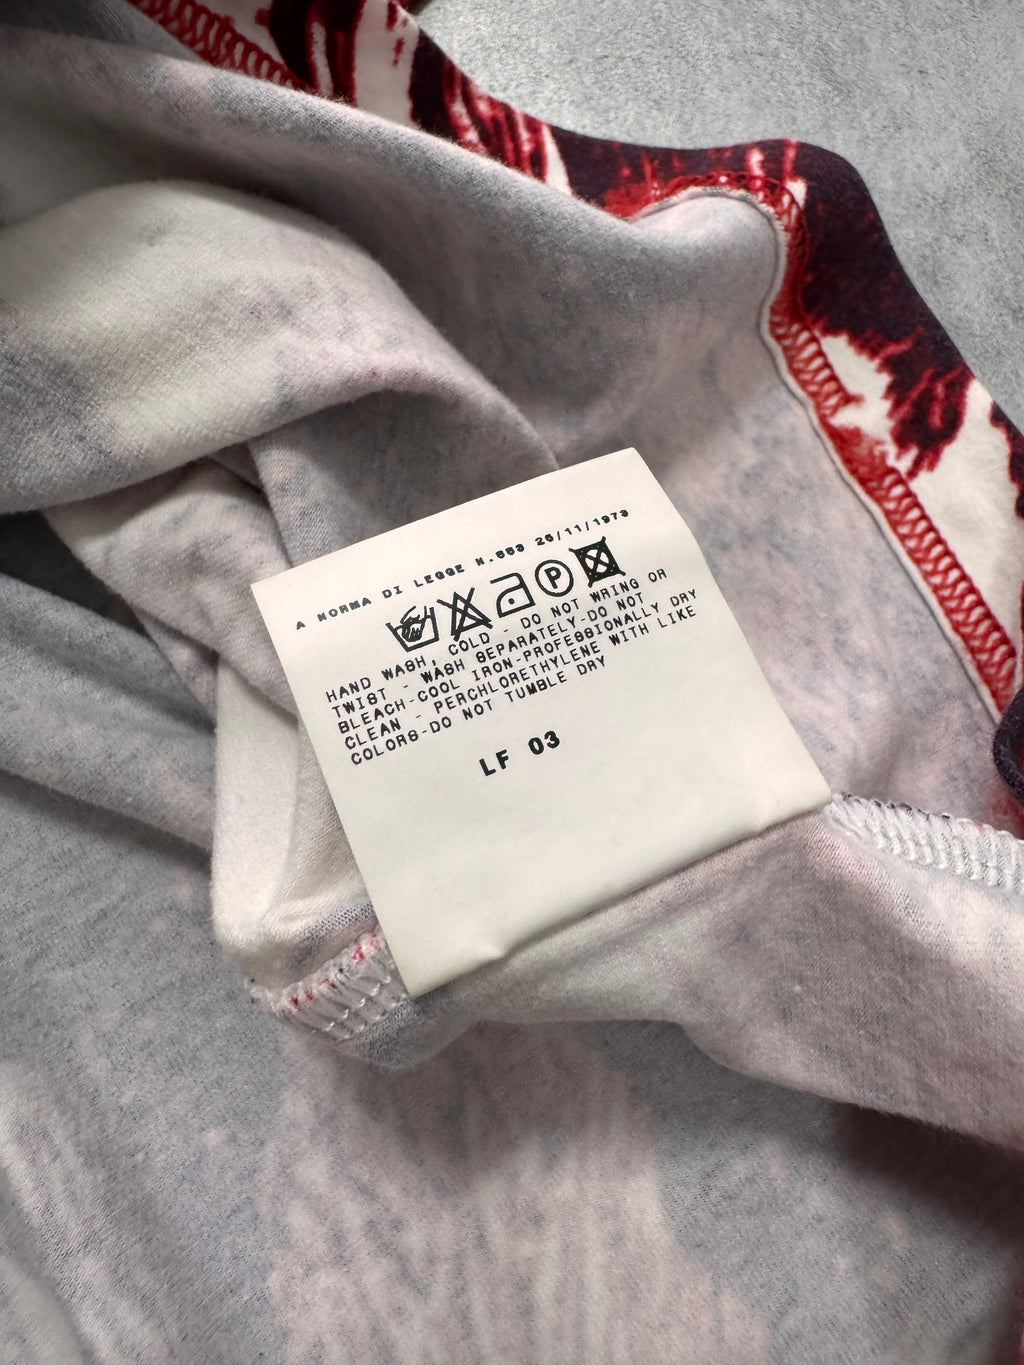 A NORMA DI LEGGE N.883 26/11/1973
P
HAND WASH, COLD - DO NOT WRING OR
TWIST - WASH SEPARATELY-DO NOT
BLEACH-COOL IRON-PROFESSIONALLY DRY
CLEAN - PERCHLORETHYLENE WITH LIKE
COLORS-DO NOT TUMBLE DRY
LF 03